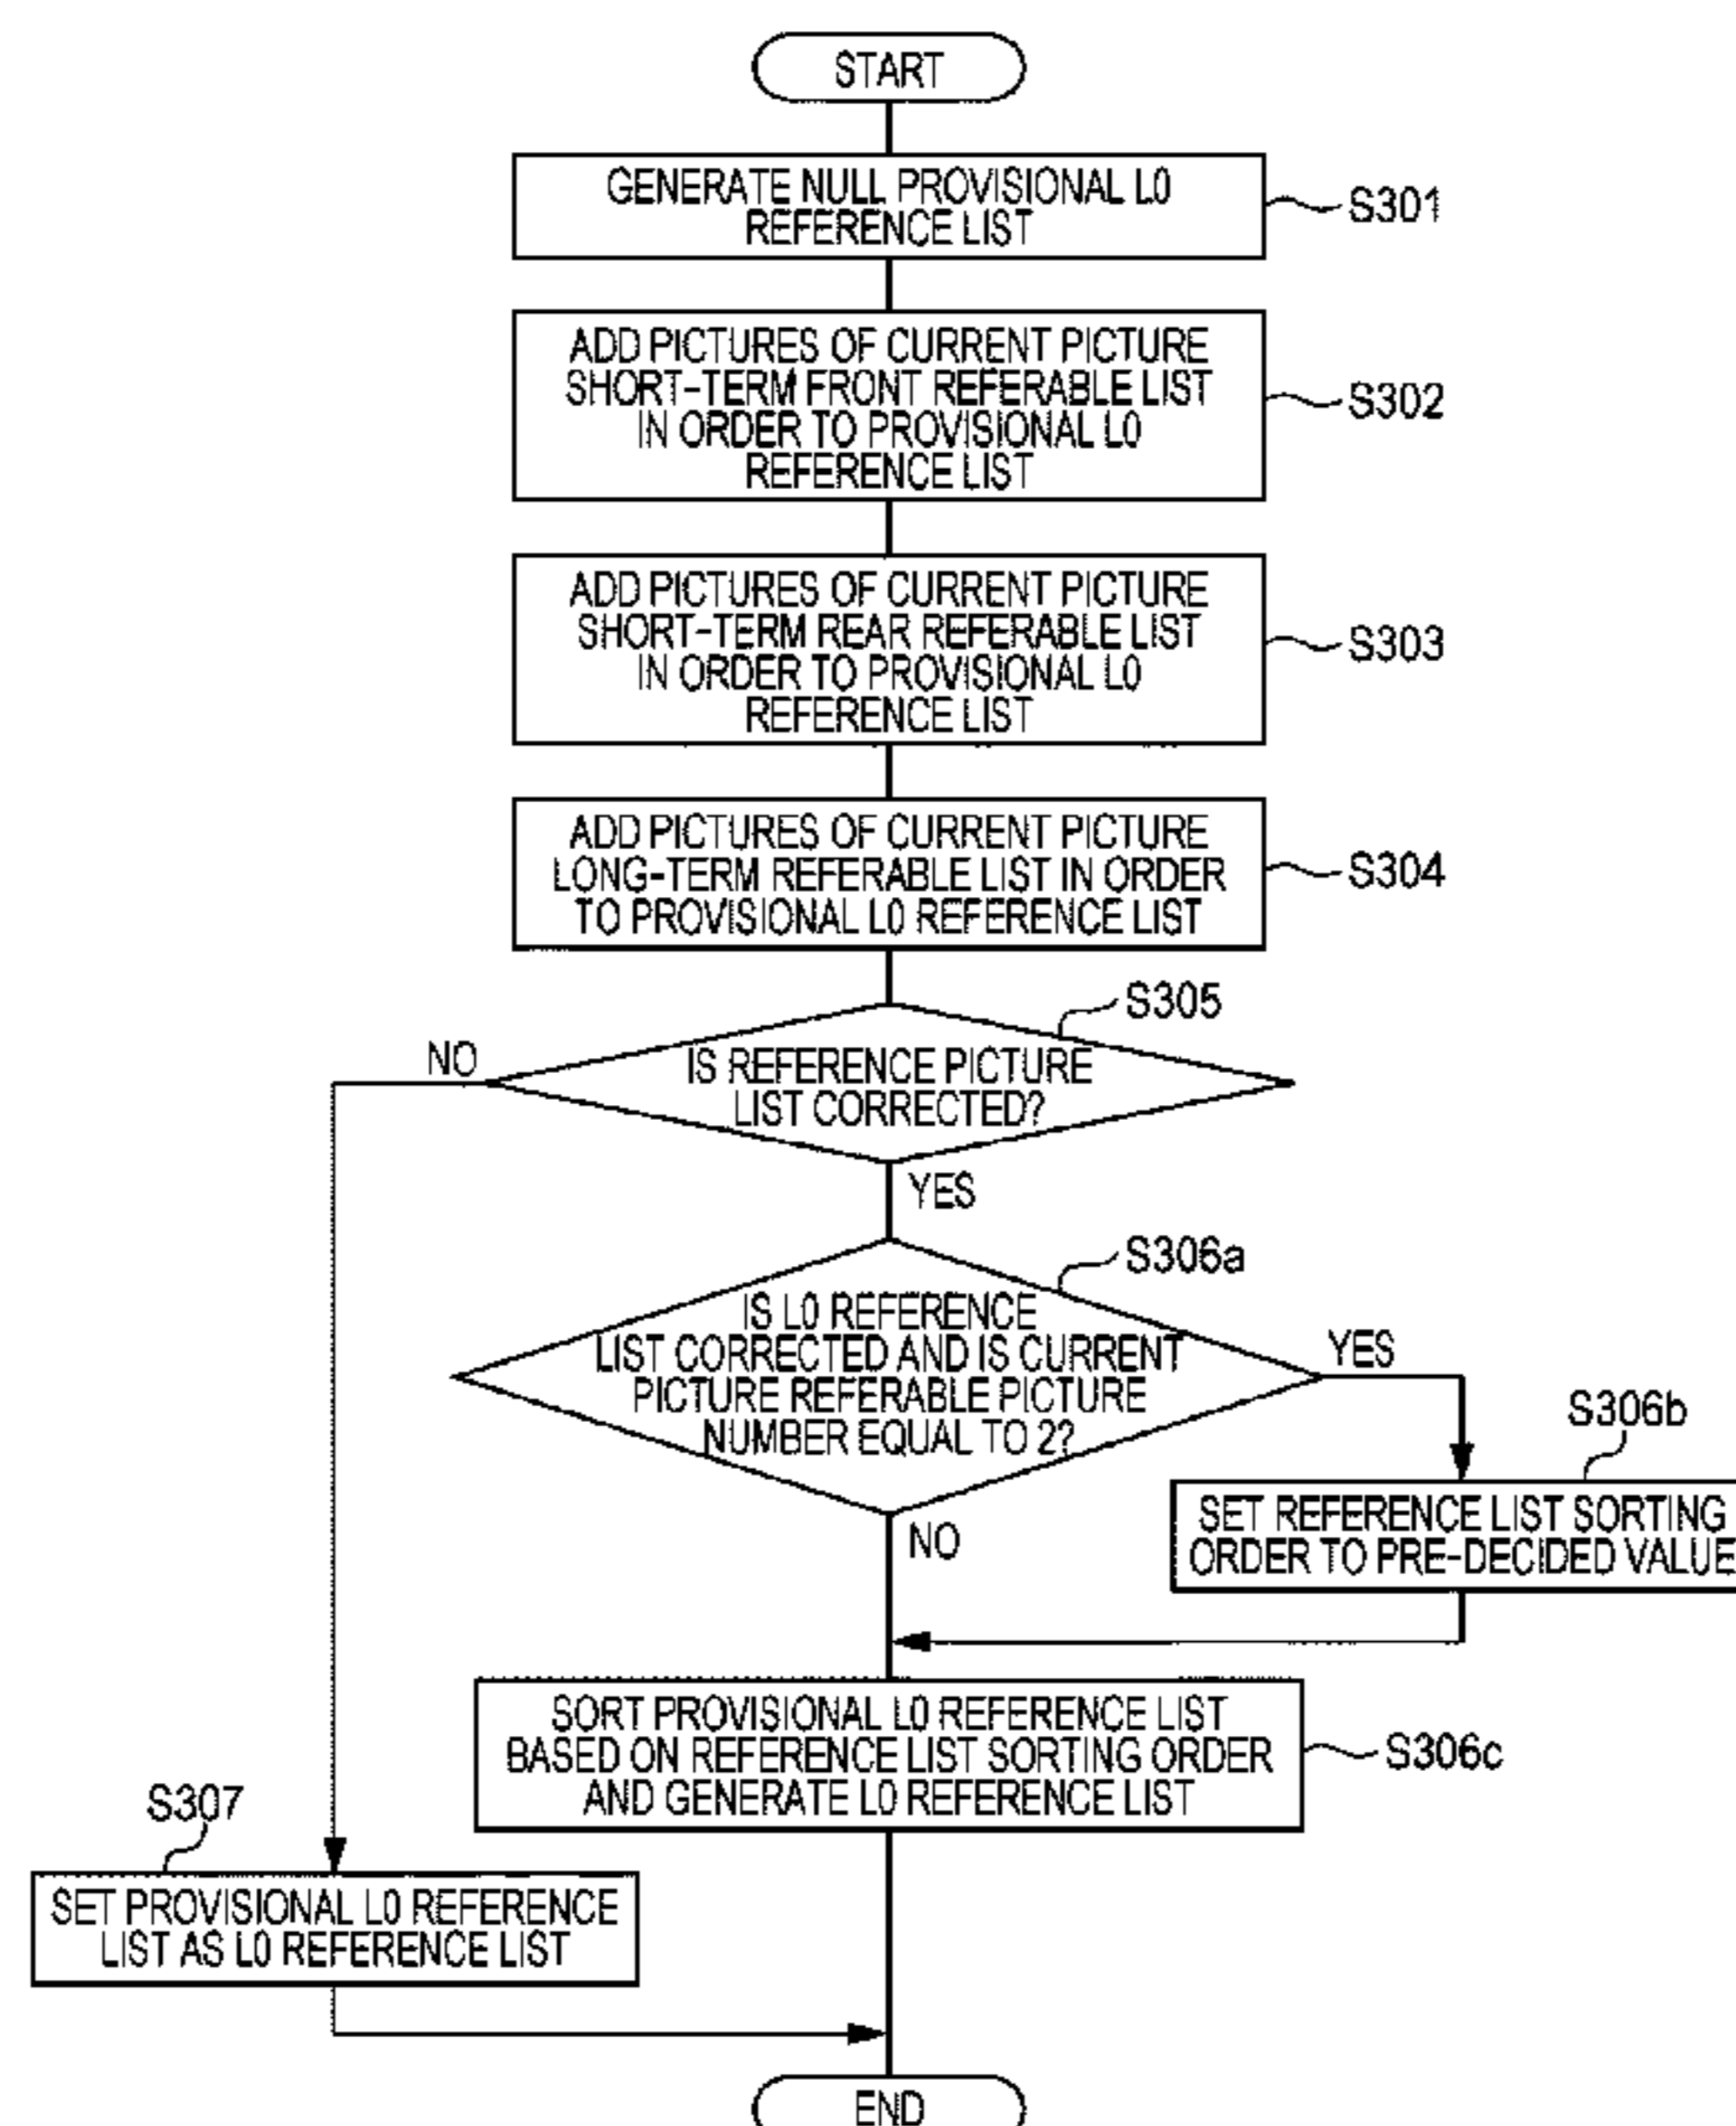 START
GENERATE NULL PROVISIONAL L0
REFERENCE LIST
S301
ADD PICTURES OF CURRENT PICTURE
SHORT-TERM FRONT REFERABLE LIST
IN ORDER TO PROVISIONAL L0
REFERENCE LIST
S302
ADD PICTURES OF CURRENT PICTURE
SHORT-TERM REAR REFERABLE LIST
IN ORDER TO PROVISIONAL L0
REFERENCE LIST
S303
ADD PICTURES OF CURRENT PICTURE
LONG-TERM REFERABLE LIST IN ORDER
TO PROVISIONAL L0 REFERENCE LIST
S304
S305
NO
IS REFERENCE PICTURE
LIST CORRECTED?
YES
S306a
IS L0 REFERENCE
LIST CORRECTED AND IS CURRENT
PICTURE REFERABLE PICTURE
NUMBER EQUAL TO 2?
YES
NO
S306b
SET REFERENCE LIST SORTING
ORDER TO PRE-DECIDED VALUE
SORT PROVISIONAL L0 REFERENCE LIST
BASED ON REFERENCE LIST SORTING ORDER
AND GENERATE L0 REFERENCE LIST
S306c
S307
SET PROVISIONAL L0 REFERENCE
LIST AS L0 REFERENCE LIST
END